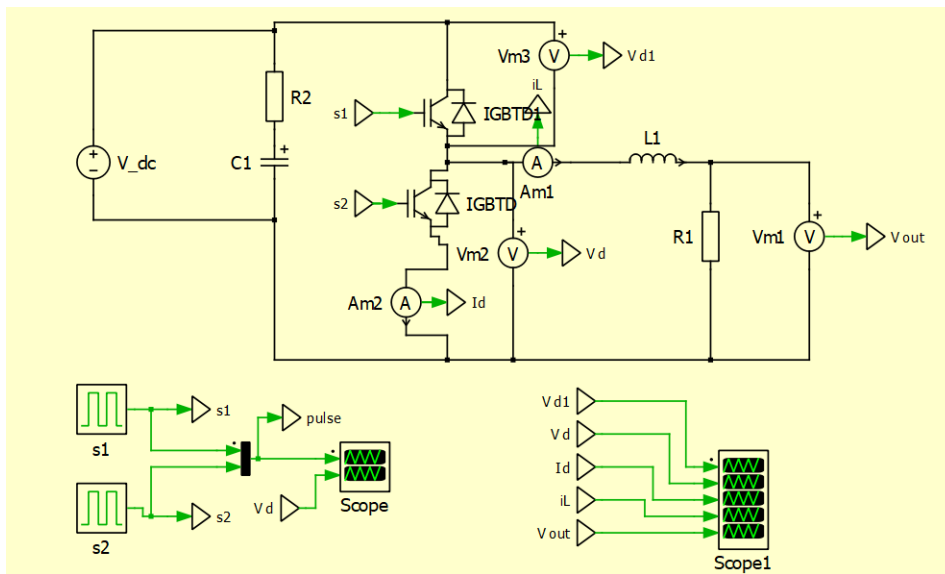 Vm3
V
Vd1
iL
R2
s1
IGBTD1
L1
V_dc
C1
A
Am1
s2
IGBTD
R1
Vm1
V
Vout
Vm2
V
Vd
Am2
A
Id
s1
s1
pulse
s2
s2
Vd
Scope
Vd1
Vd
Id
iL
Vout
Scope1